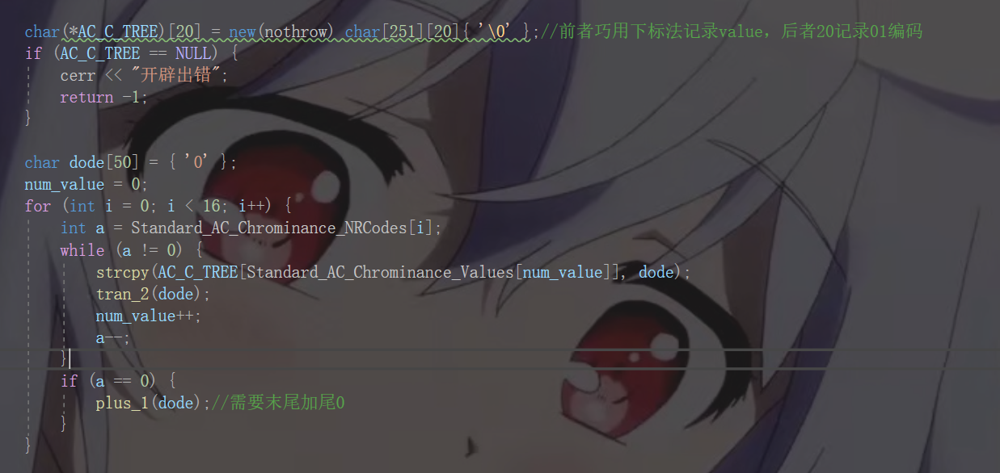 char(*AC_C_TREE)[20] = new(nothrow) char[251][20]{ '\0' };//前者巧用下标法记录value，后者20记录01编码
if (AC_C_TREE == NULL) {
cerr << "开辟出错";
return -1;
}
char dode[50] = { '0' };
num_value = 0;
for (int i = 0; i < 16; i++) {
int a = Standard_AC_Chrominance_NRCodes[i];
while (a != 0) {
strcpy(AC_C_TREE[Standard_AC_Chrominance_Values[num_value]], dode);
tran_2(dode);
num_value++;
a--;
}
if (a == 0) {
plus_1(dode);//需要末尾加尾0
}
}